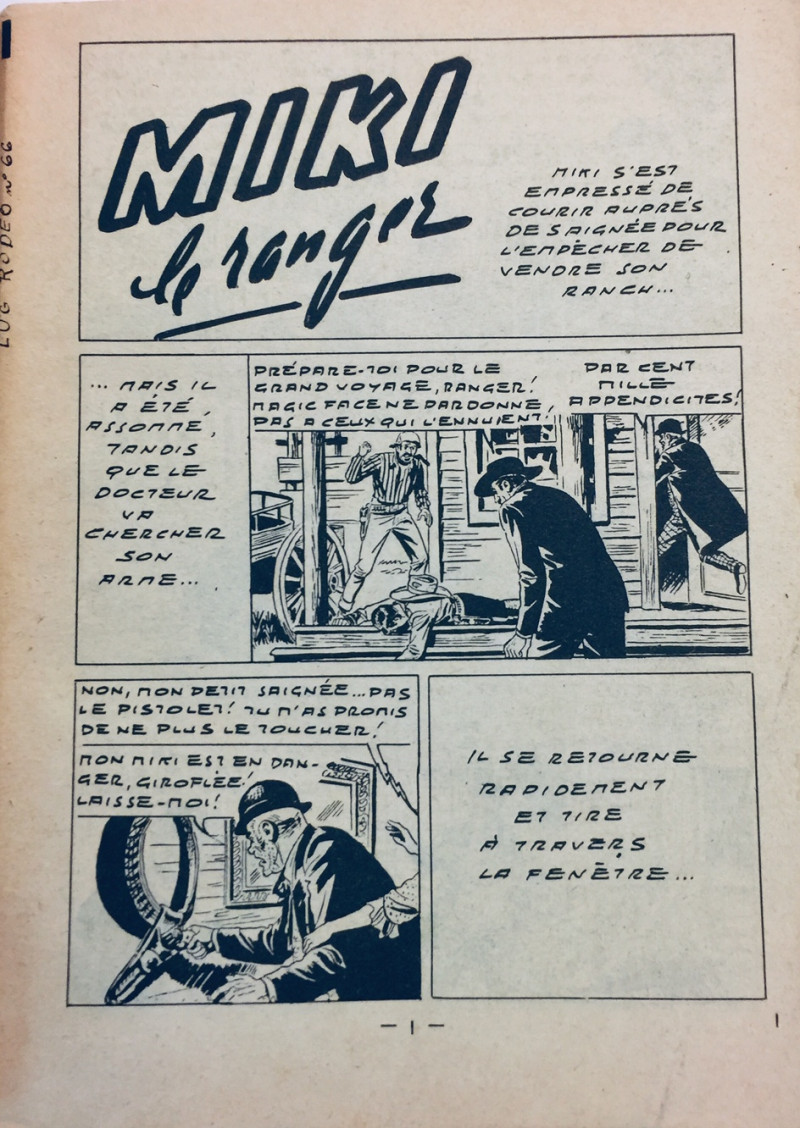 LUG RODEO n° 66
MIKI
le ranger
MIKI S'EST
EMPRESSÉ DE
COURIR AUPRÉS
DE SAIGNÉE POUR
L'EMPÈCHER DE
VENDRE SON
RANCH...
... MAIS IL
A ÉTÉ
ASSOMMÉ,
TANDIS
QUE LE
DOCTEUR
VA
CHERCHER
SON
ARME...
PRÉPARE-TOI POUR LE
GRAND VOYAGE, RANGER!
MAGIC FACE NE PARDONNE
PAS A CEUX QUI L'ENNUIENT!
PAR CENT
MILLE
APPENDICITES!
NON, MON PETIT SAIGNÉE... PAS
LE PISTOLET! TU M'AS PROMIS
DE NE PLUS LE TOUCHER!
MON MIKI EST EN DAN-
GER, GIROFLÉE!
LAISSE-MOI!
IL SE RETOURNE
RAPIDEMENT
ET TIRE
À TRAVERS
LA FENÊTRE...
- 1 -
1